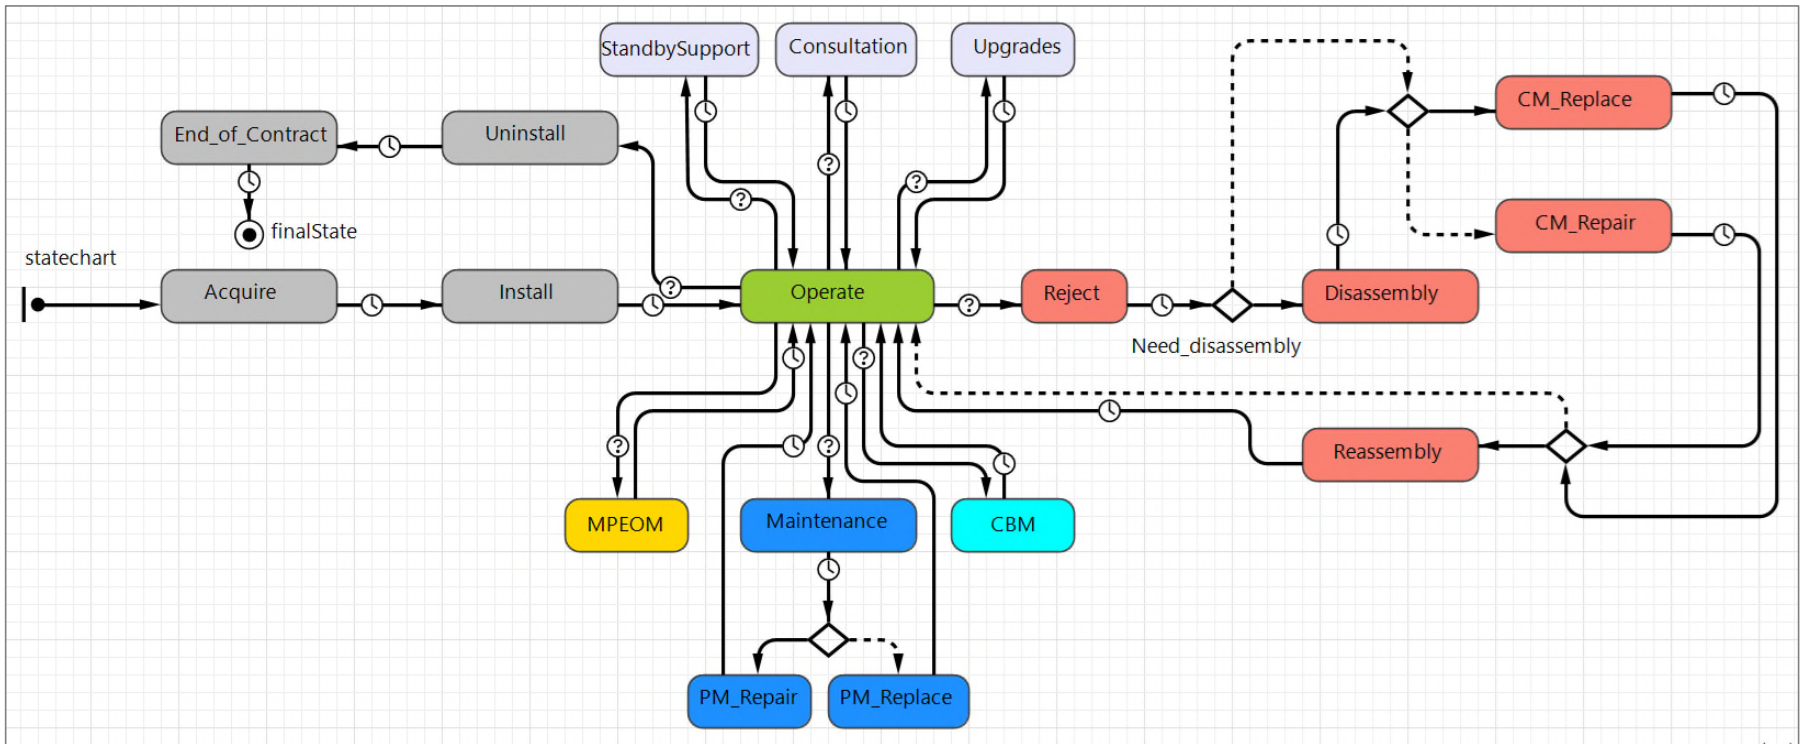 StandbySupport
Consultation
Upgrades
CM_Replace
End_of_Contract
Uninstall
CM_Repair
finalState
statechart
Acquire
Install
Operate
Reject
Disassembly
Need_disassembly
Reassembly
MPEOM
Maintenance
CBM
PM_Repair
PM_Replace